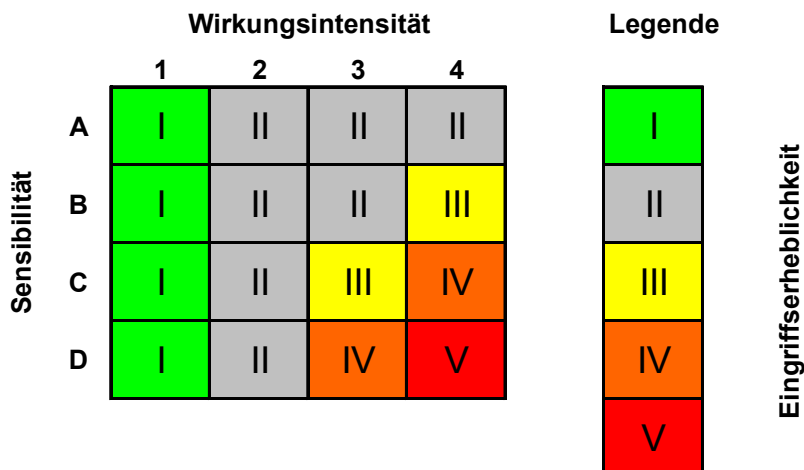 Wirkungsintensität Legende
1 2 3 4
A I II II II I
B I II II III II
C I II III IV III
D I II IV V IV
V
Sensibilität
Eingriffserheblichkeit